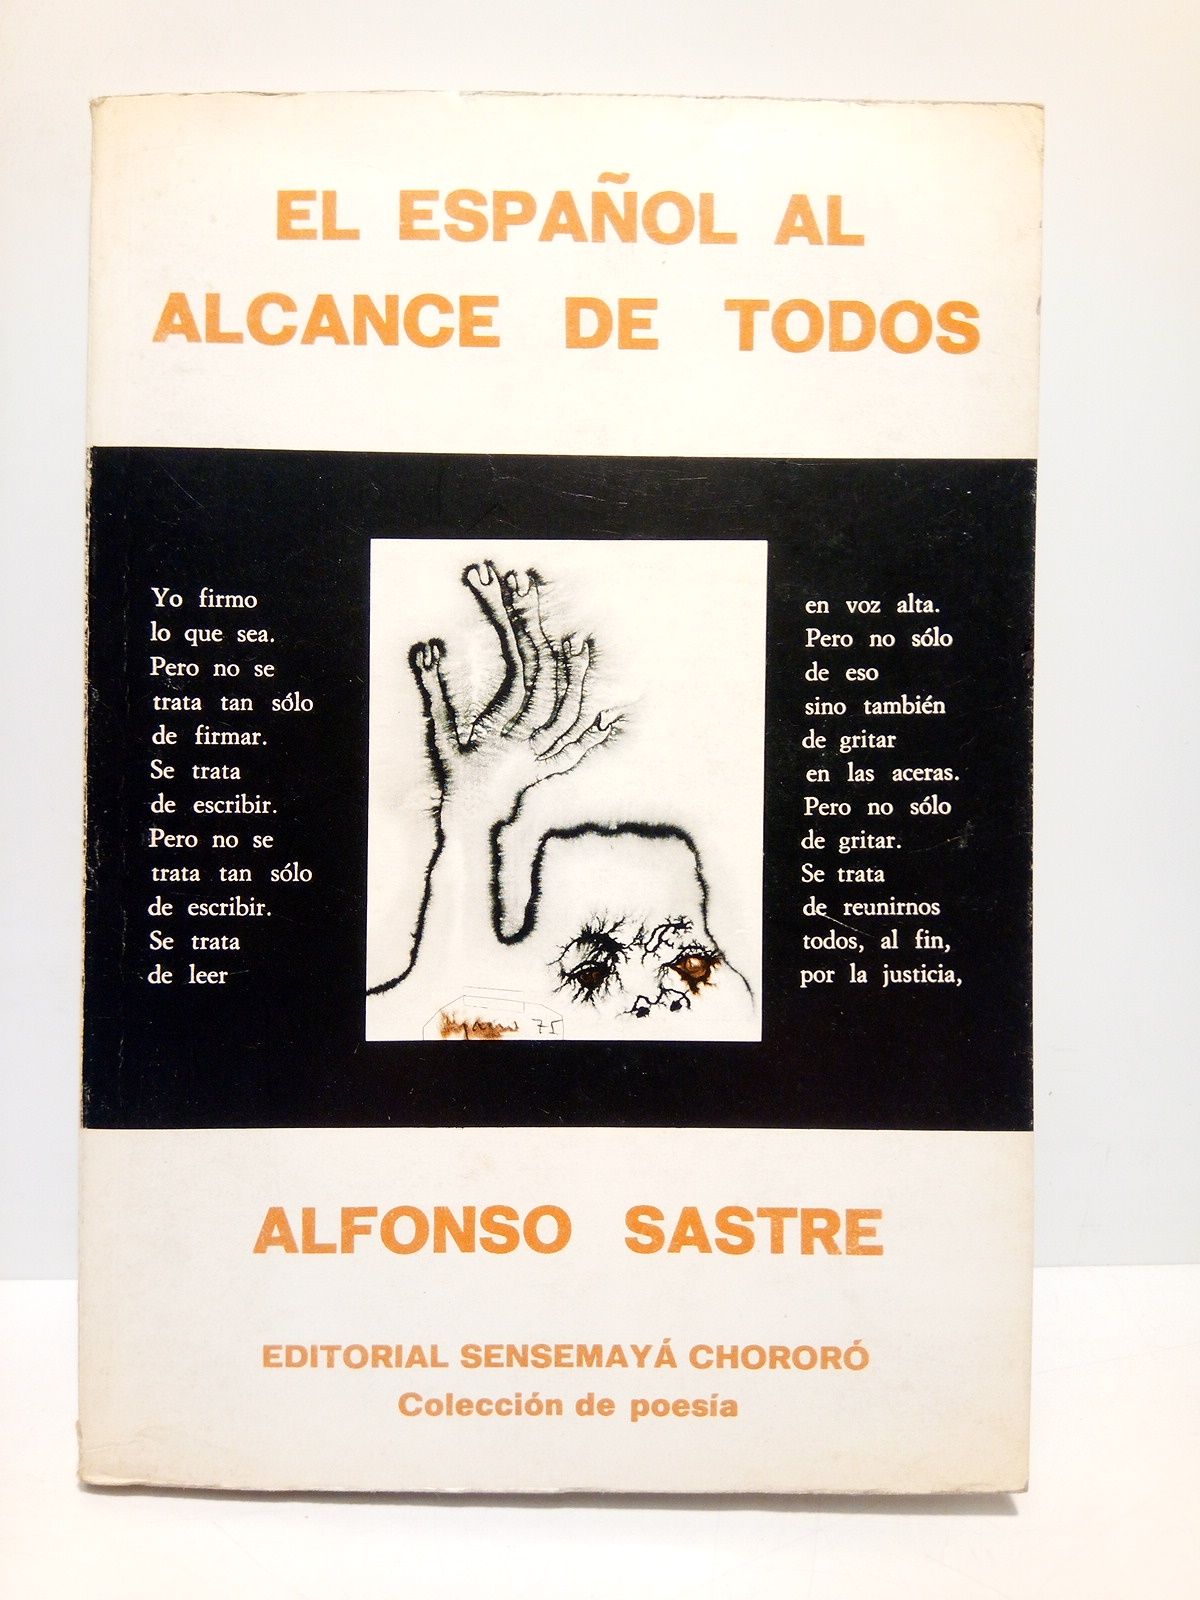 EL ESPAÑOL AL
ALCANCE DE TODOS
Yo firmo
lo que sea.
Pero no se
trata tan sólo
de firmar.
Se trata
de escribir.
Pero no se
trata tan sólo
de escribir.
Se trata
de leer
en voz alta.
Pero no sólo
de eso
sino también
de gritar
en las aceras.
Pero no sólo
de gritar.
Se trata
de reunirnos
todos, al fin,
por la justicia,
75
ALFONSO SASTRE
EDITORIAL SENSEMAYÁ CHORORÓ
Colección de poesía